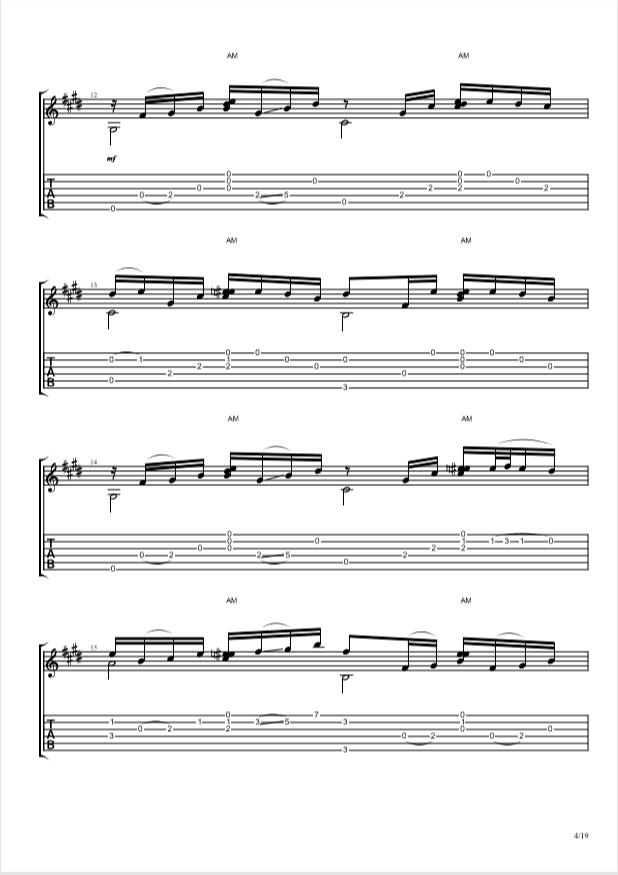 AM AM
12
mf
0 0
0 0 0
0 0 2 2 2
T 0 2 2 5 2
A 0
B 0
AM AM
13
0 0 0 0 0
0 1 1 0 0 0 0
2 2 0 0 0
T 2 0
A 0
B 3
AM AM
14
0 0
0 0 1 1 3 1 0
0 0 2 2
T 0 2 2 5 2
A 0
B 0
AM AM
15
0 7 0
1 1 1 3 5 3 1
T 0 2 2 0 0
A 3 0 2 0 2
B 3
4/19